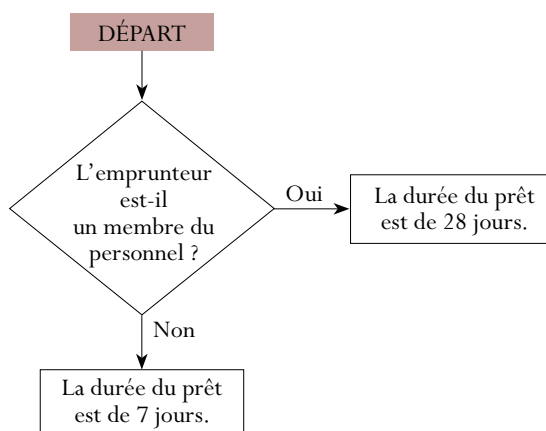 DÉPART
L'emprunteur
est-il
un membre du
personnel ?
Oui
La durée du prêt
est de 28 jours.
Non
La durée du prêt
est de 7 jours.